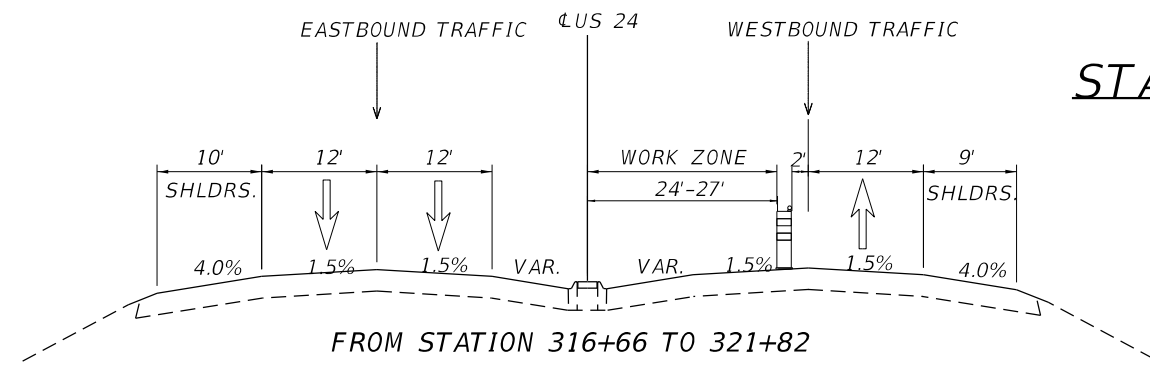 EASTBOUND TRAFFIC
℄ US 24
WESTBOUND TRAFFIC
STA
10'
12'
12'
WORK ZONE
2'
12'
9'
SHLDRS.
24'-27'
SHLDRS.
4.0%
1.5%
1.5%
VAR.
VAR.
1.5%
1.5%
4.0%
FROM STATION 316+66 TO 321+82